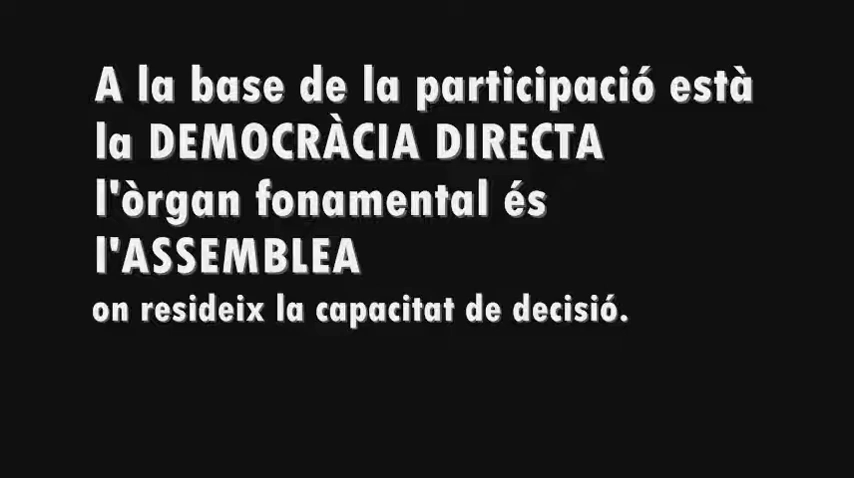 A la base de la participació està
la DEMOCRÀCIA DIRECTA
l'òrgan fonamental és
l'ASSEMBLEA
on resideix la capacitat de decisió.